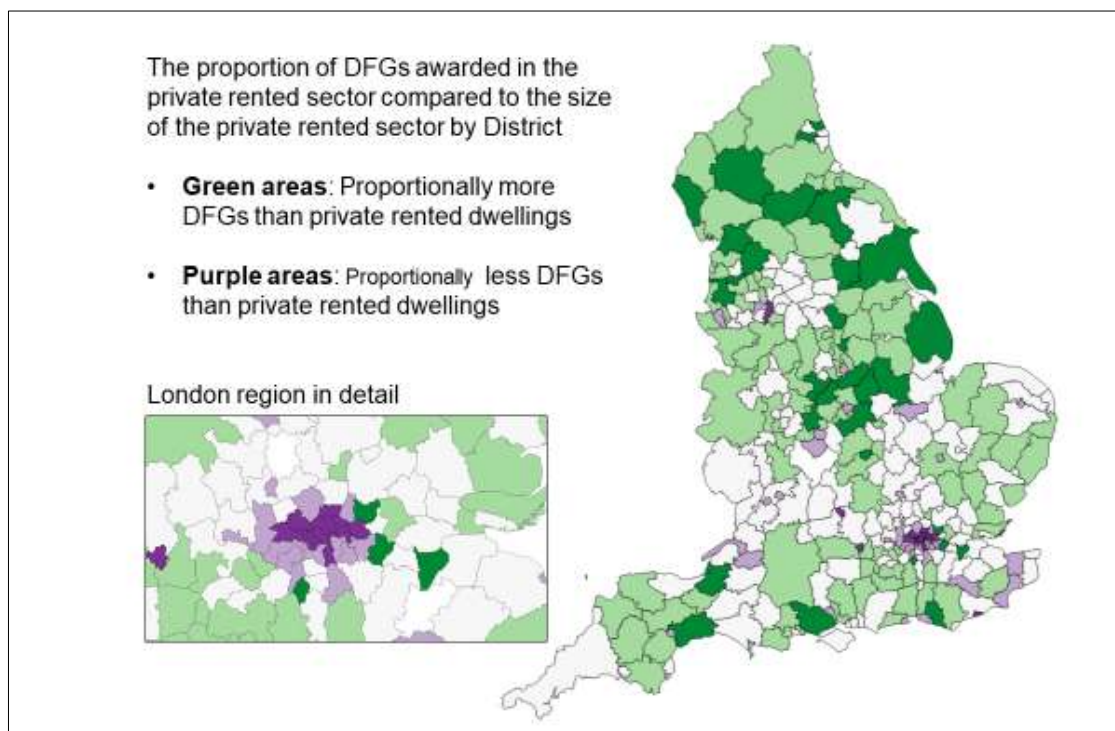 The proportion of DFGs awarded in the
private rented sector compared to the size
of the private rented sector by District
• Green areas: Proportionally more
DFGs than private rented dwellings
• Purple areas: Proportionally less DFGs
than private rented dwellings
London region in detail